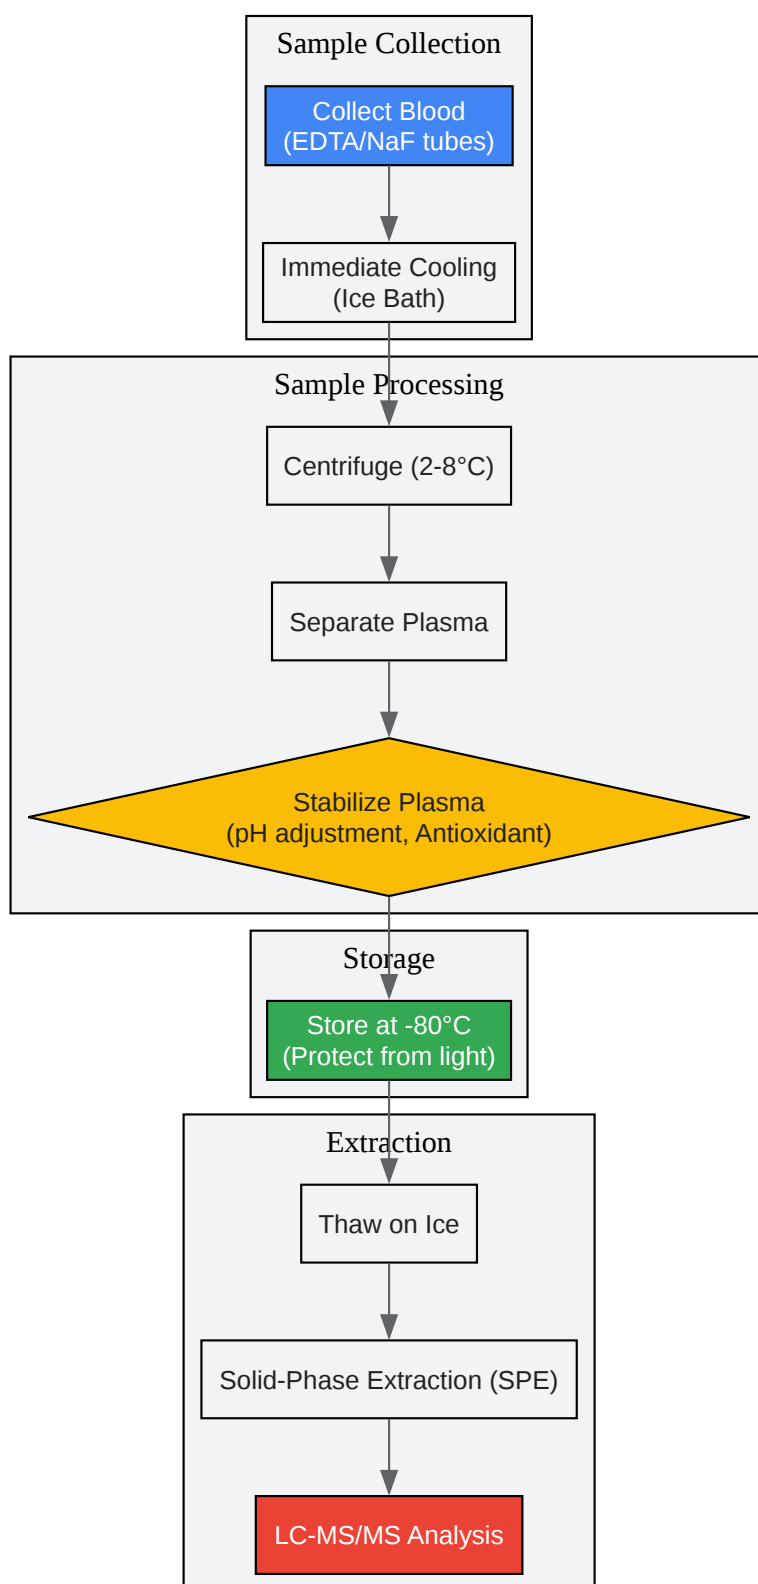 Sample Collection
Collect Blood
(EDTA/NaF tubes)
Immediate Cooling
(Ice Bath)
Sample Processing
Centrifuge (2-8°C)
Separate Plasma
Stabilize Plasma
(pH adjustment, Antioxidant)
Storage
Store at -80°C
(Protect from light)
Extraction
Thaw on Ice
Solid-Phase Extraction (SPE)
LC-MS/MS Analysis